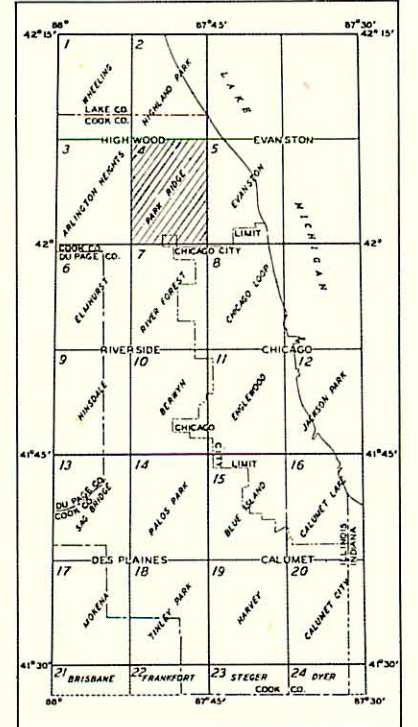 88° 87°45' 87°30'
42°15' 42°15'
1 2
WHEELING HIGHLAND PARK LAKE
LAKE CO.
COOK CO.
HIGHWOOD EVANSTON
3 4 5
ARLINGTON HEIGHTS PARK RIDGE EVANSTON MICHIGAN
LIMIT
42° 42°
COOK CO. CHICAGO CITY
DU PAGE CO.
6 7 8
ELMHURST RIVER FOREST CHICAGO LOOP
RIVERSIDE CHICAGO
9 10 11 12
HINSDALE BERWYN ENGLEWOOD JACKSON PARK
CHICAGO CITY LIMIT
41°45' 41°45'
13 14 15 16
DU PAGE CO.
COOK CO.
SAG BRIDGE PALOS PARK BLUE ISLAND CALUMET LAKE
ILLINOIS
INDIANA
DES PLAINES CALUMET
17 18 19 20
MOKENA TINLEY PARK HARVEY CALUMET CITY
41°30' 41°30'
21 BRISBANE 22 FRANKFORT 23 STEGER 24 DYER
COOK CO.
88° 87°45' 87°30'